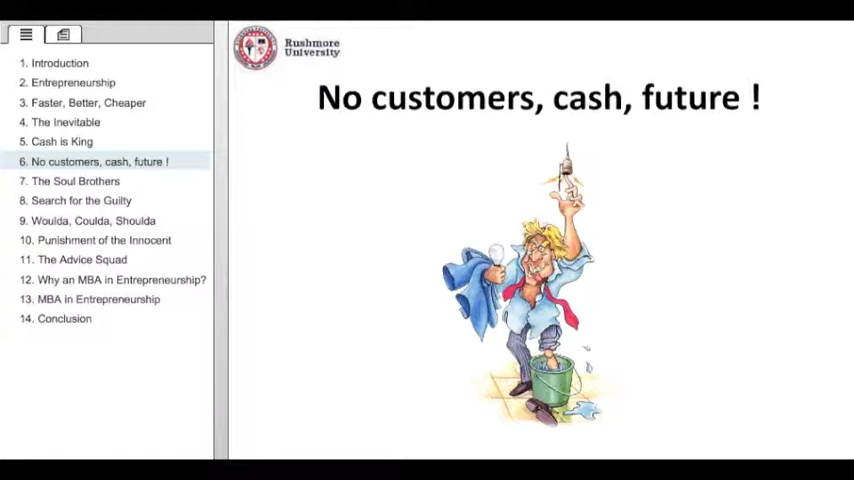 1. Introduction
2. Entrepreneurship
3. Faster, Better, Cheaper
4. The Inevitable
5. Cash is King
6. No customers, cash, future !
7. The Soul Brothers
8. Search for the Guilty
9. Woulda, Coulda, Shoulda
10. Punishment of the Innocent
11. The Advice Squad
12. Why an MBA in Entrepreneurship?
13. MBA in Entrepreneurship
14. Conclusion
Rushmore
University
No customers, cash, future !